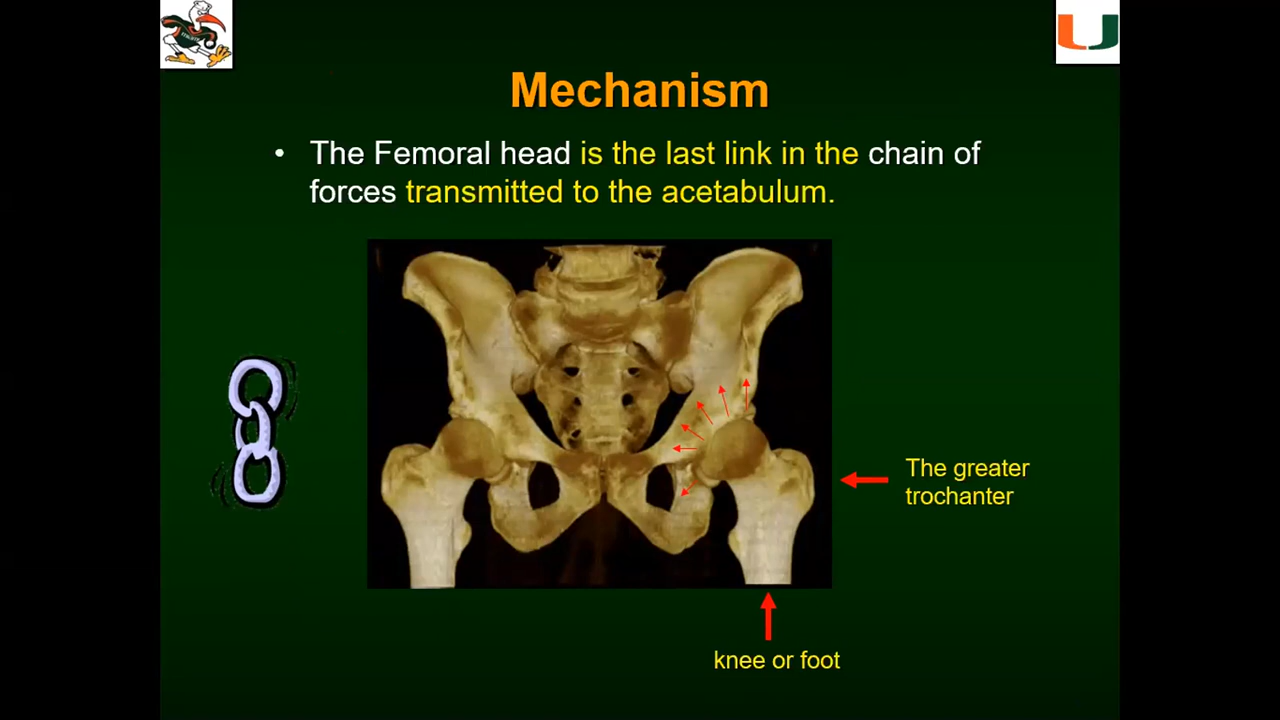 Mechanism
• The Femoral head is the last link in the chain of
forces transmitted to the acetabulum.
The greater
trochanter
knee or foot